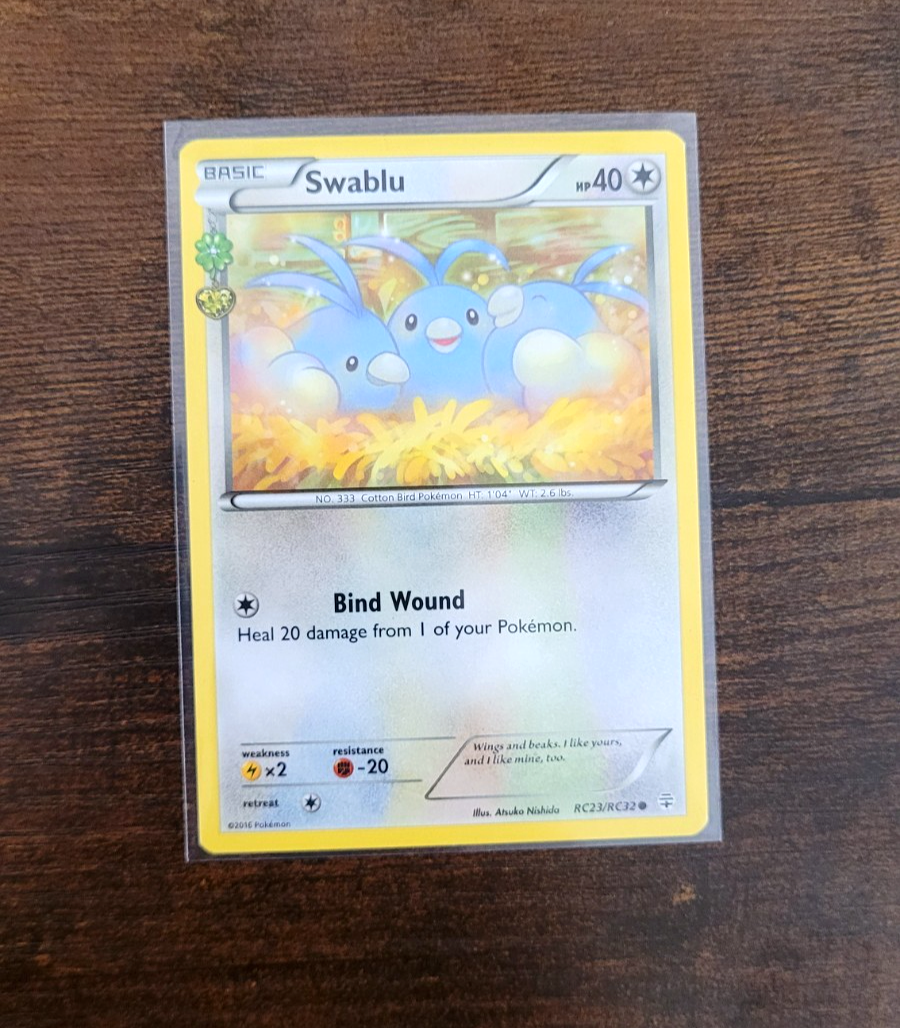 BASIC
Swablu
HP40
NO. 333 Cotton Bird Pokémon HT: 1'04" WT: 2.6 lbs.
Bind Wound
Heal 20 damage from 1 of your Pokémon.
weakness
×2
resistance
-20
Wings and beaks. I like yours,
and I like mine, too.
retreat
Illus. Atsuko Nishida
RC23/RC32
©2016 Pokémon